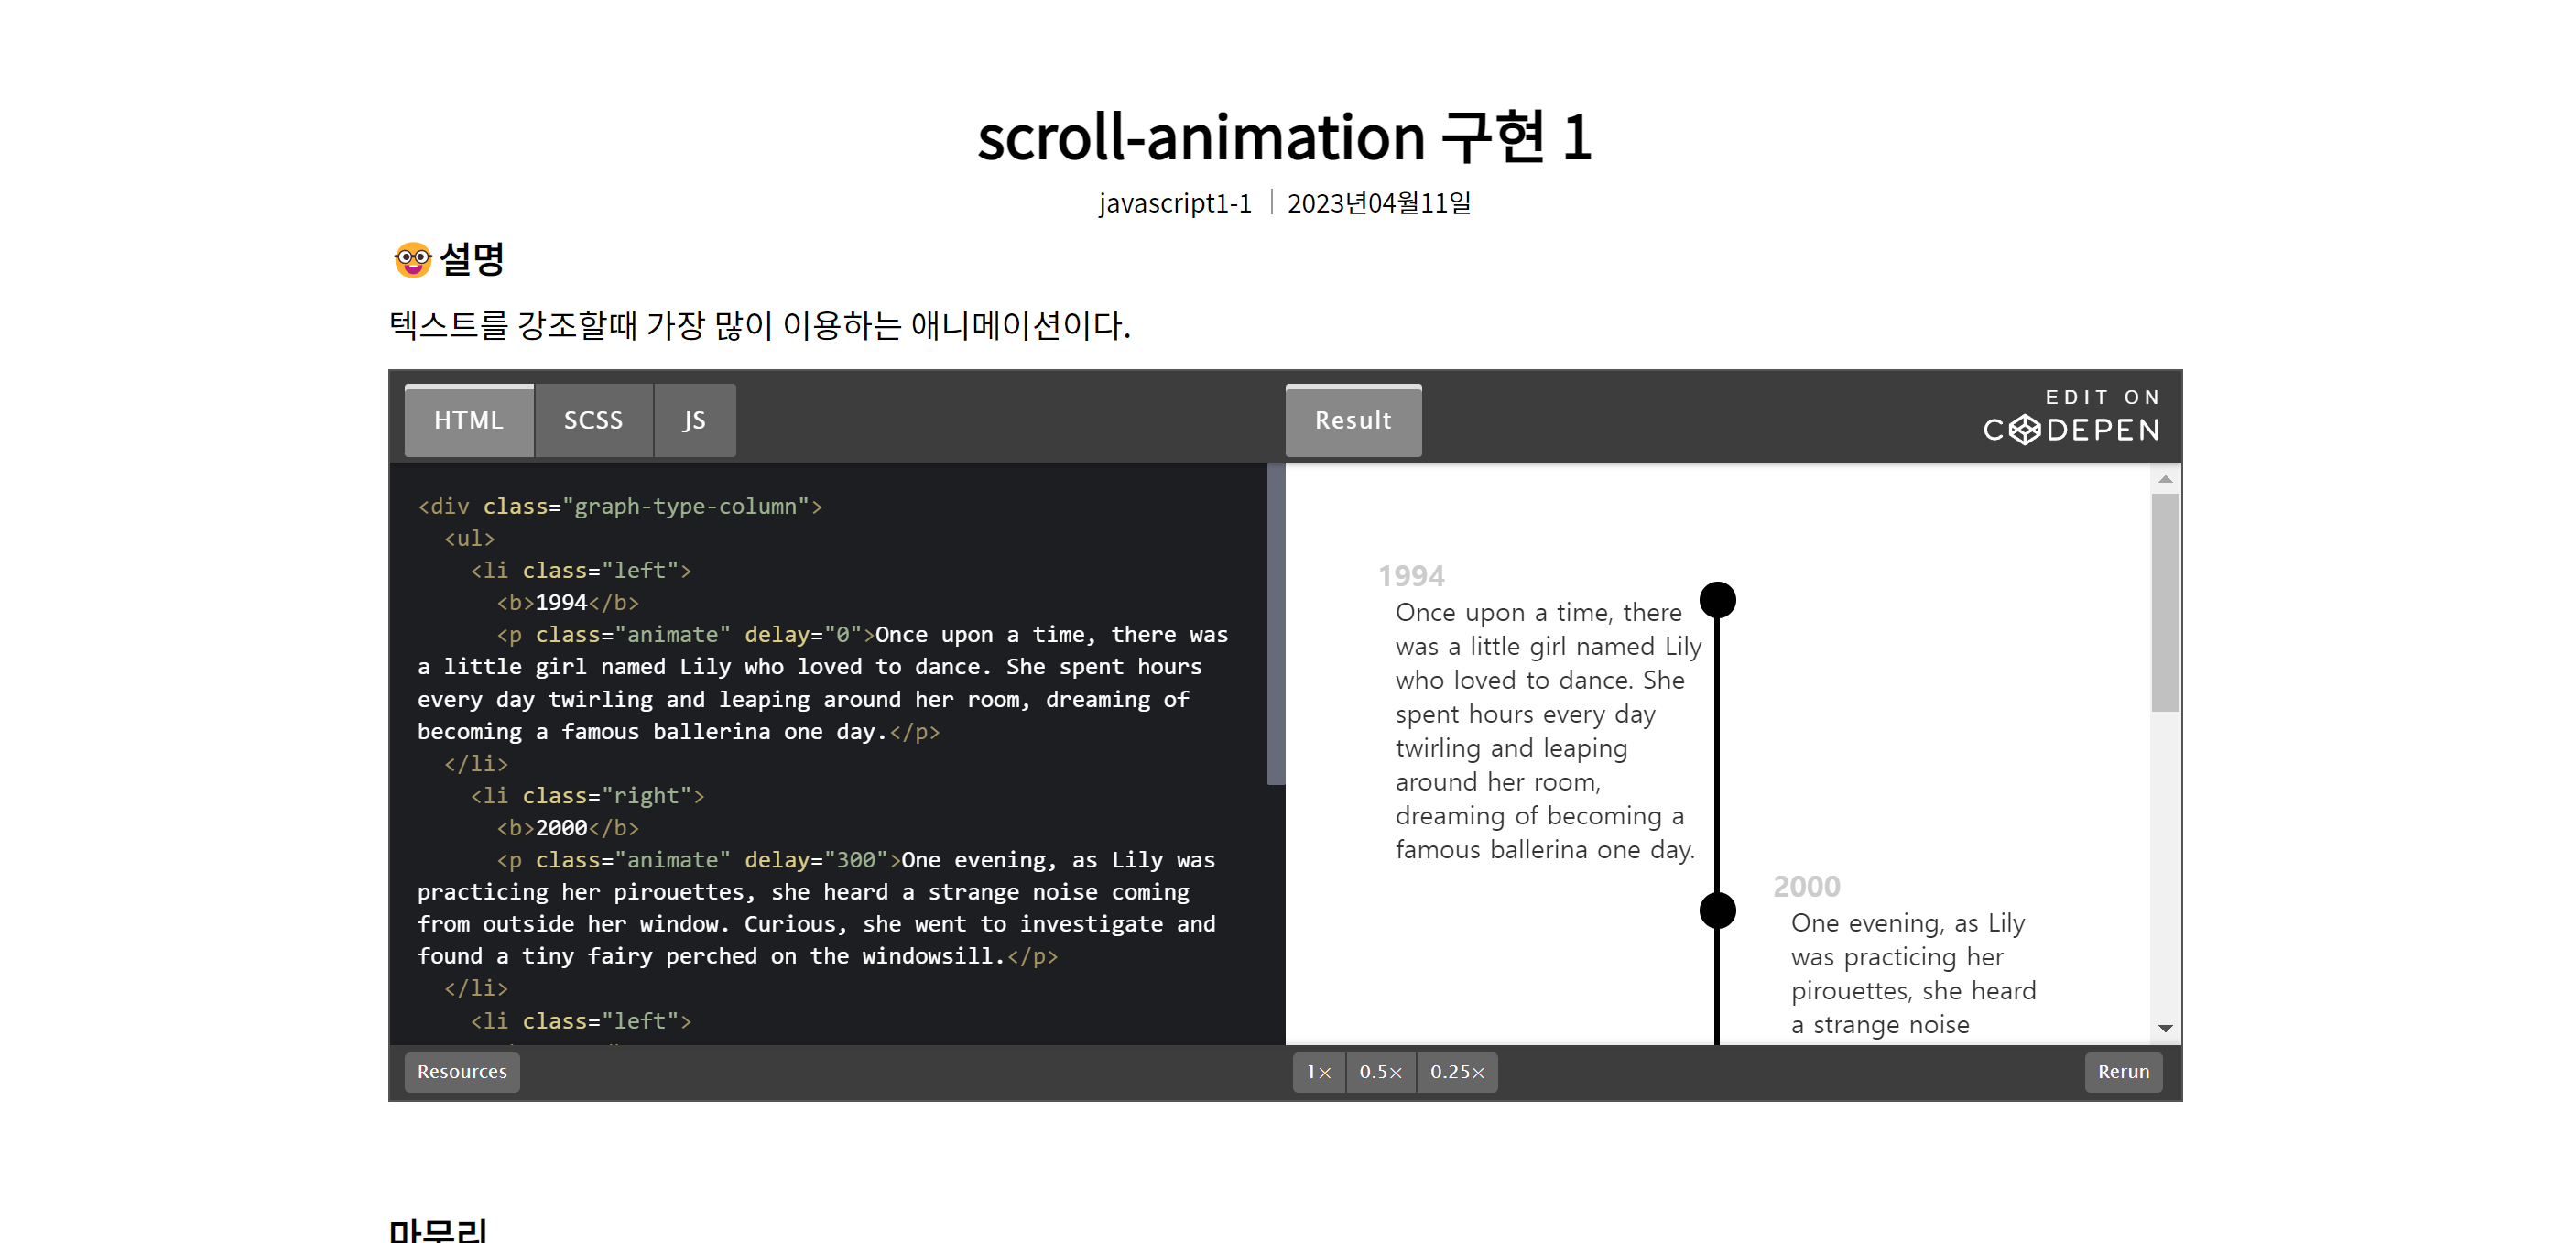 scroll-animation 구현 1
javascript1-1 | 2023년04월11일
🤓 설명
텍스트를 강조할때 가장 많이 이용하는 애니메이션이다.
HTML SCSS JS
<div class="graph-type-column">
<ul>
<li class="left">
<b>1994</b>
<p class="animate" delay="0">Once upon a time, there was
a little girl named Lily who loved to dance. She spent hours
every day twirling and leaping around her room, dreaming of
becoming a famous ballerina one day.</p>
</li>
<li class="right">
<b>2000</b>
<p class="animate" delay="300">One evening, as Lily was
practicing her pirouettes, she heard a strange noise coming
from outside her window. Curious, she went to investigate and
found a tiny fairy perched on the windowsill.</p>
</li>
<li class="left">
Resources
Result
EDIT ON
CODEPEN
1994
Once upon a time, there
was a little girl named Lily
who loved to dance. She
spent hours every day
twirling and leaping
around her room,
dreaming of becoming a
famous ballerina one day.
2000
One evening, as Lily
was practicing her
pirouettes, she heard
a strange noise
1× 0.5× 0.25×
Rerun
마무리